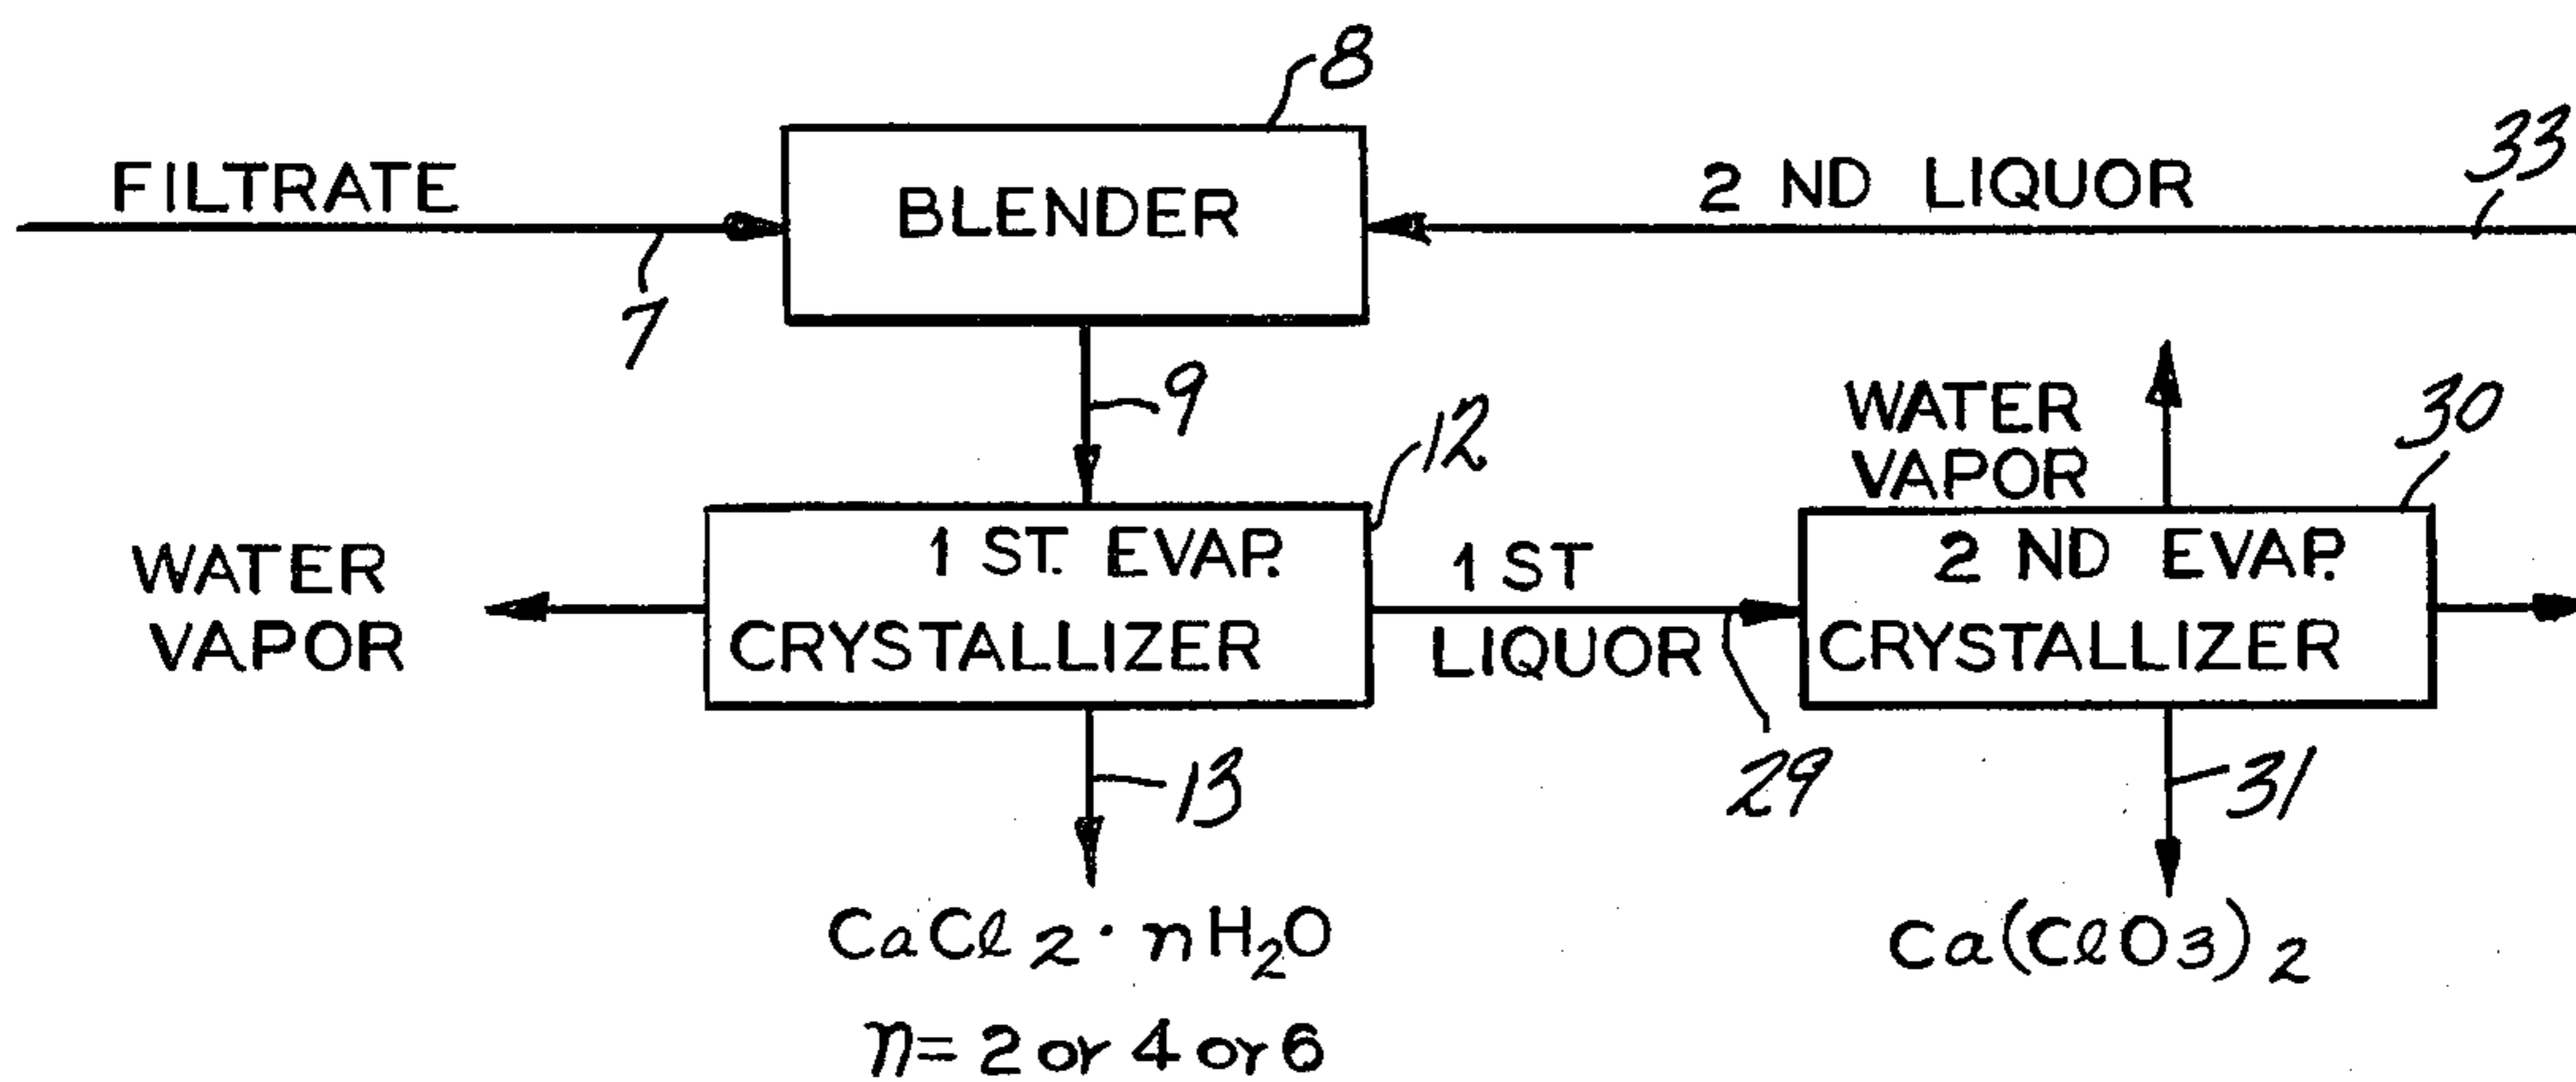 8
FILTRATE
BLENDER
2 ND LIQUOR
33
7
9
12
WATER
VAPOR
30
WATER
VAPOR
1 ST. EVAP.
CRYSTALLIZER
1 ST
LIQUOR
2 ND EVAP.
CRYSTALLIZER
13
29
31
CaCl2 · nH2O
n = 2 or 4 or 6
Ca(ClO3)2